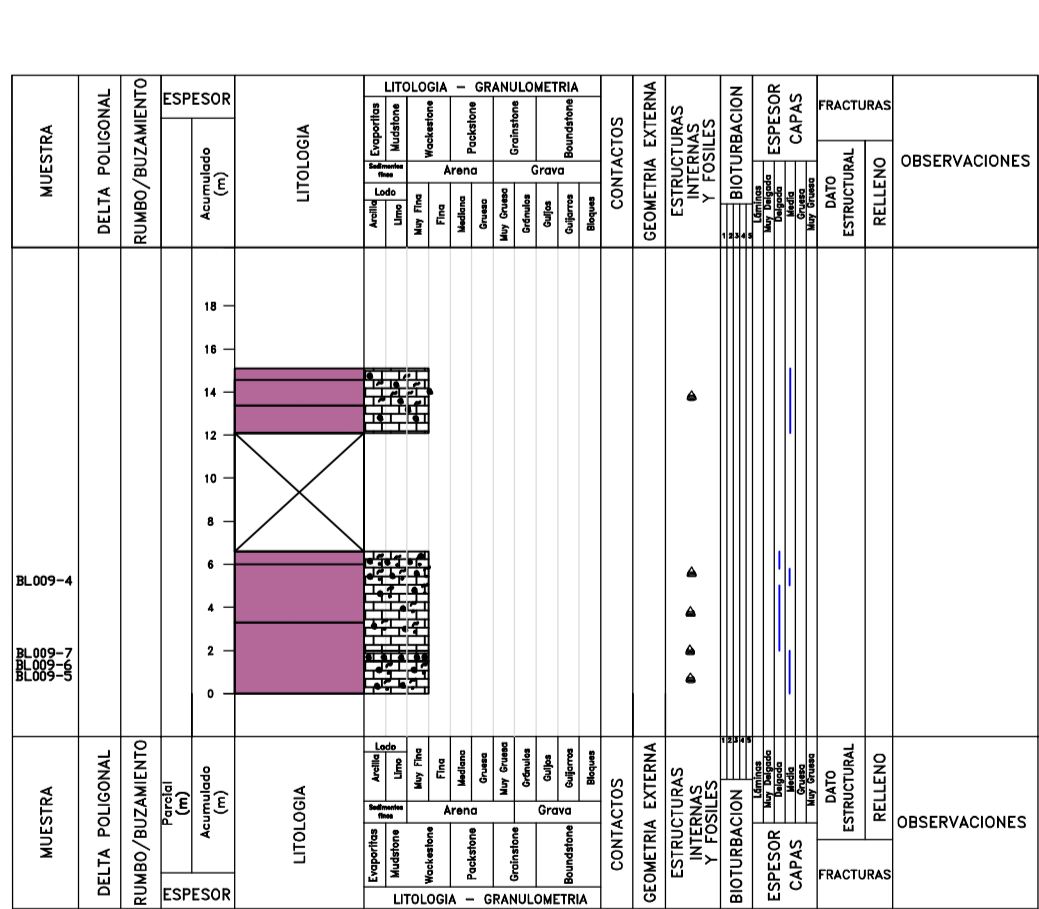 MUESTRA
DELTA POLIGONAL
RUMBO/BUZAMIENTO
ESPESOR
Acumulado
(m)
LITOLOGIA
LITOLOGIA – GRANULOMETRIA
Evaporitas
Mudstone
Wackestone
Packstone
Grainstone
Boundstone
Sedimentos
finos
Arena
Grava
Lodo
Arcilla
Limo
Muy Fina
Fina
Mediana
Gruesa
Muy Gruesa
Gránulos
Guijos
Guijarros
Bloques
CONTACTOS
GEOMETRIA EXTERNA
ESTRUCTURAS
INTERNAS
Y FOSILES
BIOTURBACION
1 2 3 4 5
ESPESOR
CAPAS
Láminas
Muy Delgada
Delgada
Media
Gruesa
Muy Gruesa
FRACTURAS
DATO
ESTRUCTURAL
RELLENO
OBSERVACIONES
18
16
14
12
10
8
6
BL009-4
4
2
BL009-7
BL009-6
BL009-5
0
MUESTRA
DELTA POLIGONAL
RUMBO/BUZAMIENTO
Parcial
(m)
Acumulado
(m)
ESPESOR
LITOLOGIA
Lodo
Arcilla
Limo
Muy Fina
Fina
Mediana
Gruesa
Muy Gruesa
Gránulos
Guijos
Guijarros
Bloques
Sedimentos
finos
Arena
Grava
Evaporitas
Mudstone
Wackestone
Packstone
Grainstone
Boundstone
LITOLOGIA – GRANULOMETRIA
CONTACTOS
GEOMETRIA EXTERNA
ESTRUCTURAS
INTERNAS
Y FOSILES
1 2 3 4 5
BIOTURBACION
Láminas
Muy Delgada
Delgada
Media
Gruesa
Muy Gruesa
ESPESOR
CAPAS
DATO
ESTRUCTURAL
RELLENO
FRACTURAS
OBSERVACIONES